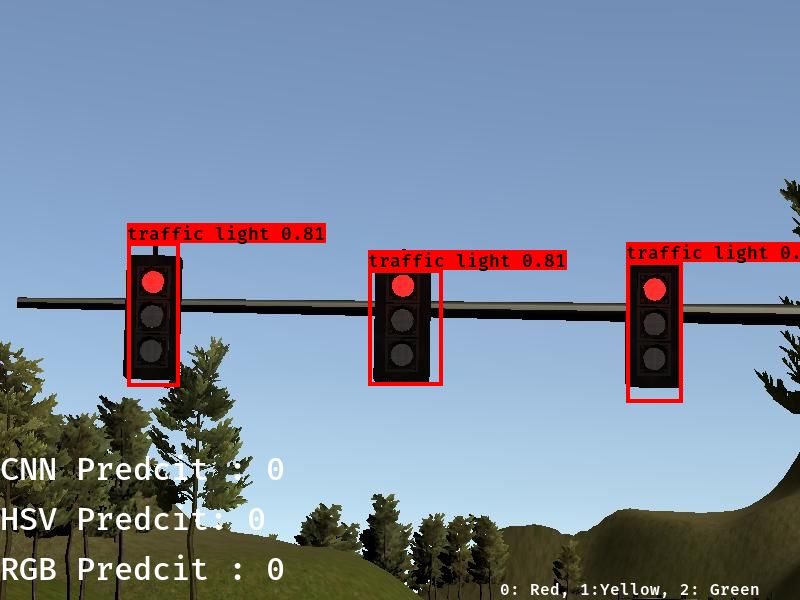 traffic light 0.81
traffic light 0.81
traffic light 0.
CNN Predcit : 0
HSV Predcit: 0
RGB Predcit : 0
0: Red, 1:Yellow, 2: Green